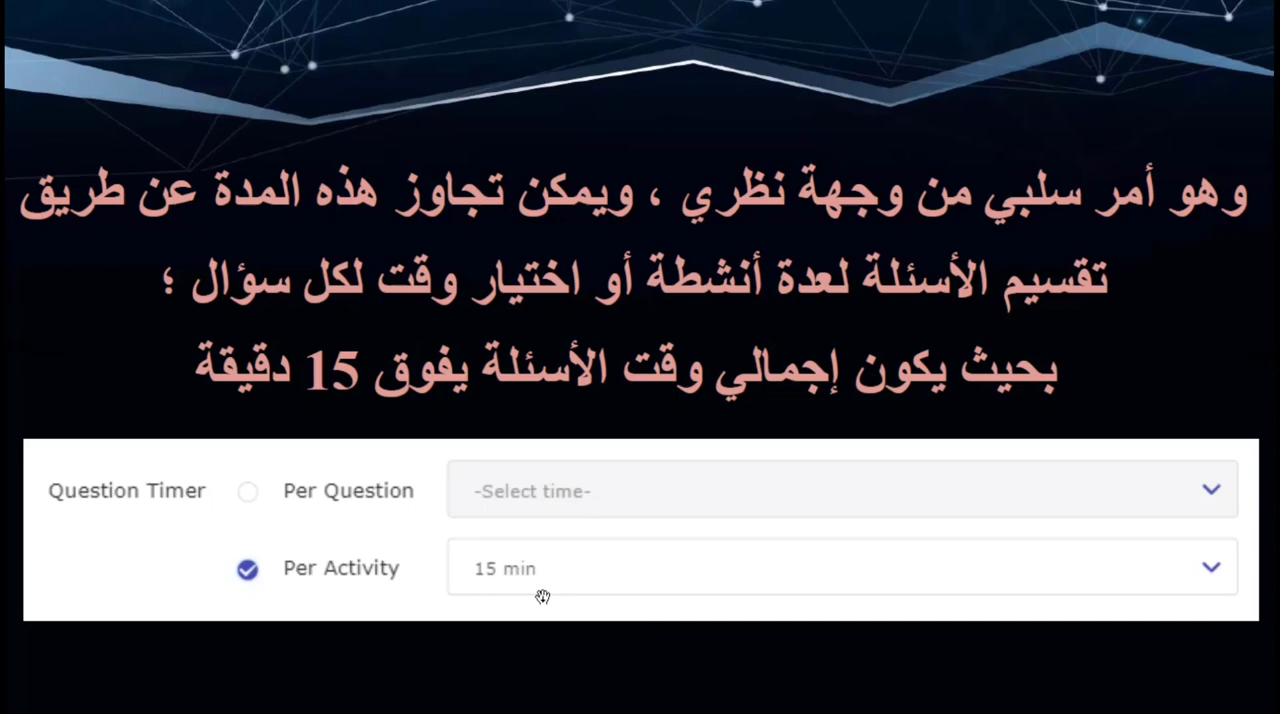 وهو أمر سلبي من وجهة نظري ، ويمكن تجاوز هذه المدة عن طريق
تقسيم الأسئلة لعدة أنشطة أو اختيار وقت لكل سؤال ؛
بحيث يكون إجمالي وقت الأسئلة يفوق 15 دقيقة
Question Timer Per Question -Select time-
Per Activity 15 min